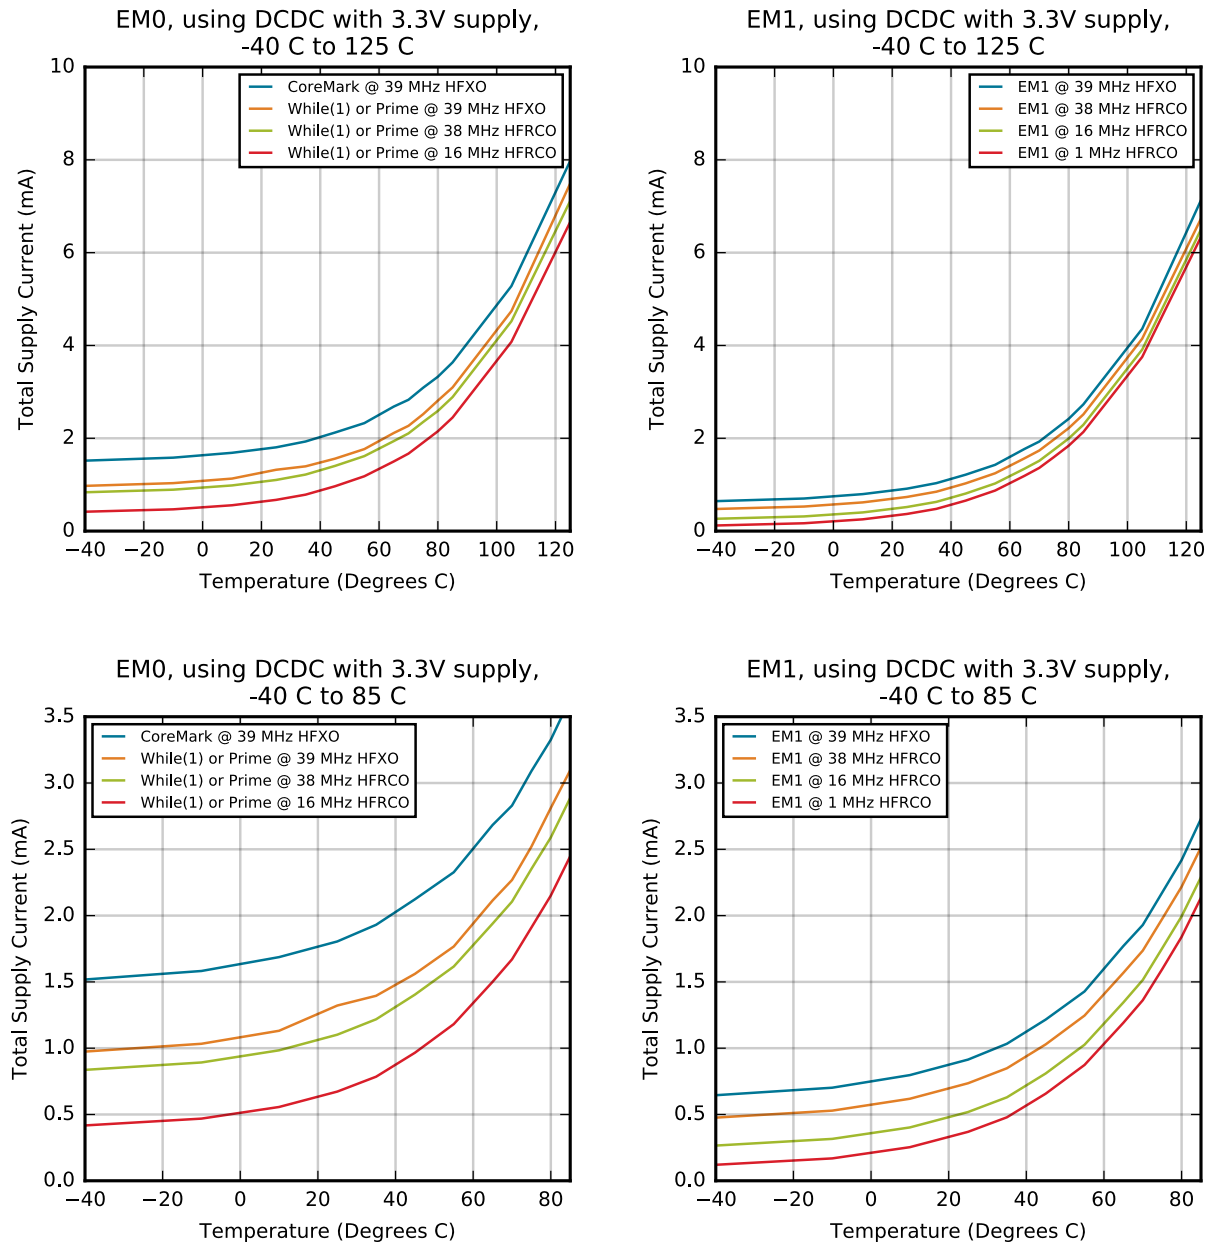 EM0, using DCDC with 3.3V supply,
-40 C to 125 C
10
8
6
4
2
0
Total Supply Current (mA)
CoreMark @ 39 MHz HFXO
While(1) or Prime @ 39 MHz HFXO
While(1) or Prime @ 38 MHz HFRCO
While(1) or Prime @ 16 MHz HFRCO
−40 −20 0 20 40 60 80 100 120
Temperature (Degrees C)
EM1, using DCDC with 3.3V supply,
-40 C to 125 C
10
8
6
4
2
0
Total Supply Current (mA)
EM1 @ 39 MHz HFXO
EM1 @ 38 MHz HFRCO
EM1 @ 16 MHz HFRCO
EM1 @ 1 MHz HFRCO
−40 −20 0 20 40 60 80 100 120
Temperature (Degrees C)
EM0, using DCDC with 3.3V supply,
-40 C to 85 C
3.5
3.0
2.5
2.0
1.5
1.0
0.5
0.0
Total Supply Current (mA)
CoreMark @ 39 MHz HFXO
While(1) or Prime @ 39 MHz HFXO
While(1) or Prime @ 38 MHz HFRCO
While(1) or Prime @ 16 MHz HFRCO
−40 −20 0 20 40 60 80
Temperature (Degrees C)
EM1, using DCDC with 3.3V supply,
-40 C to 85 C
3.5
3.0
2.5
2.0
1.5
1.0
0.5
0.0
Total Supply Current (mA)
EM1 @ 39 MHz HFXO
EM1 @ 38 MHz HFRCO
EM1 @ 16 MHz HFRCO
EM1 @ 1 MHz HFRCO
−40 −20 0 20 40 60 80
Temperature (Degrees C)